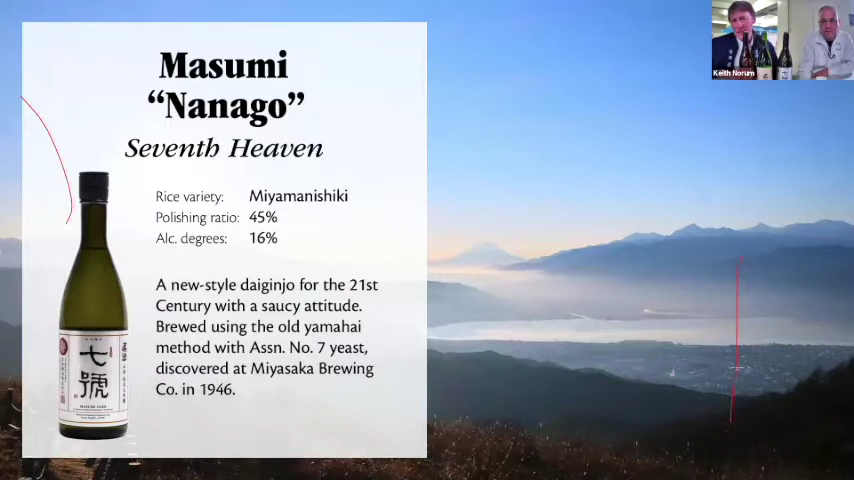 Masumi
“Nanago”
Seventh Heaven
Rice variety: Miyamanishiki
Polishing ratio: 45%
Alc. degrees: 16%
A new-style daiginjo for the 21st
Century with a saucy attitude.
Brewed using the old yamahai
method with Assn. No. 7 yeast,
discovered at Miyasaka Brewing
Co. in 1946.
七號
Keith Norum